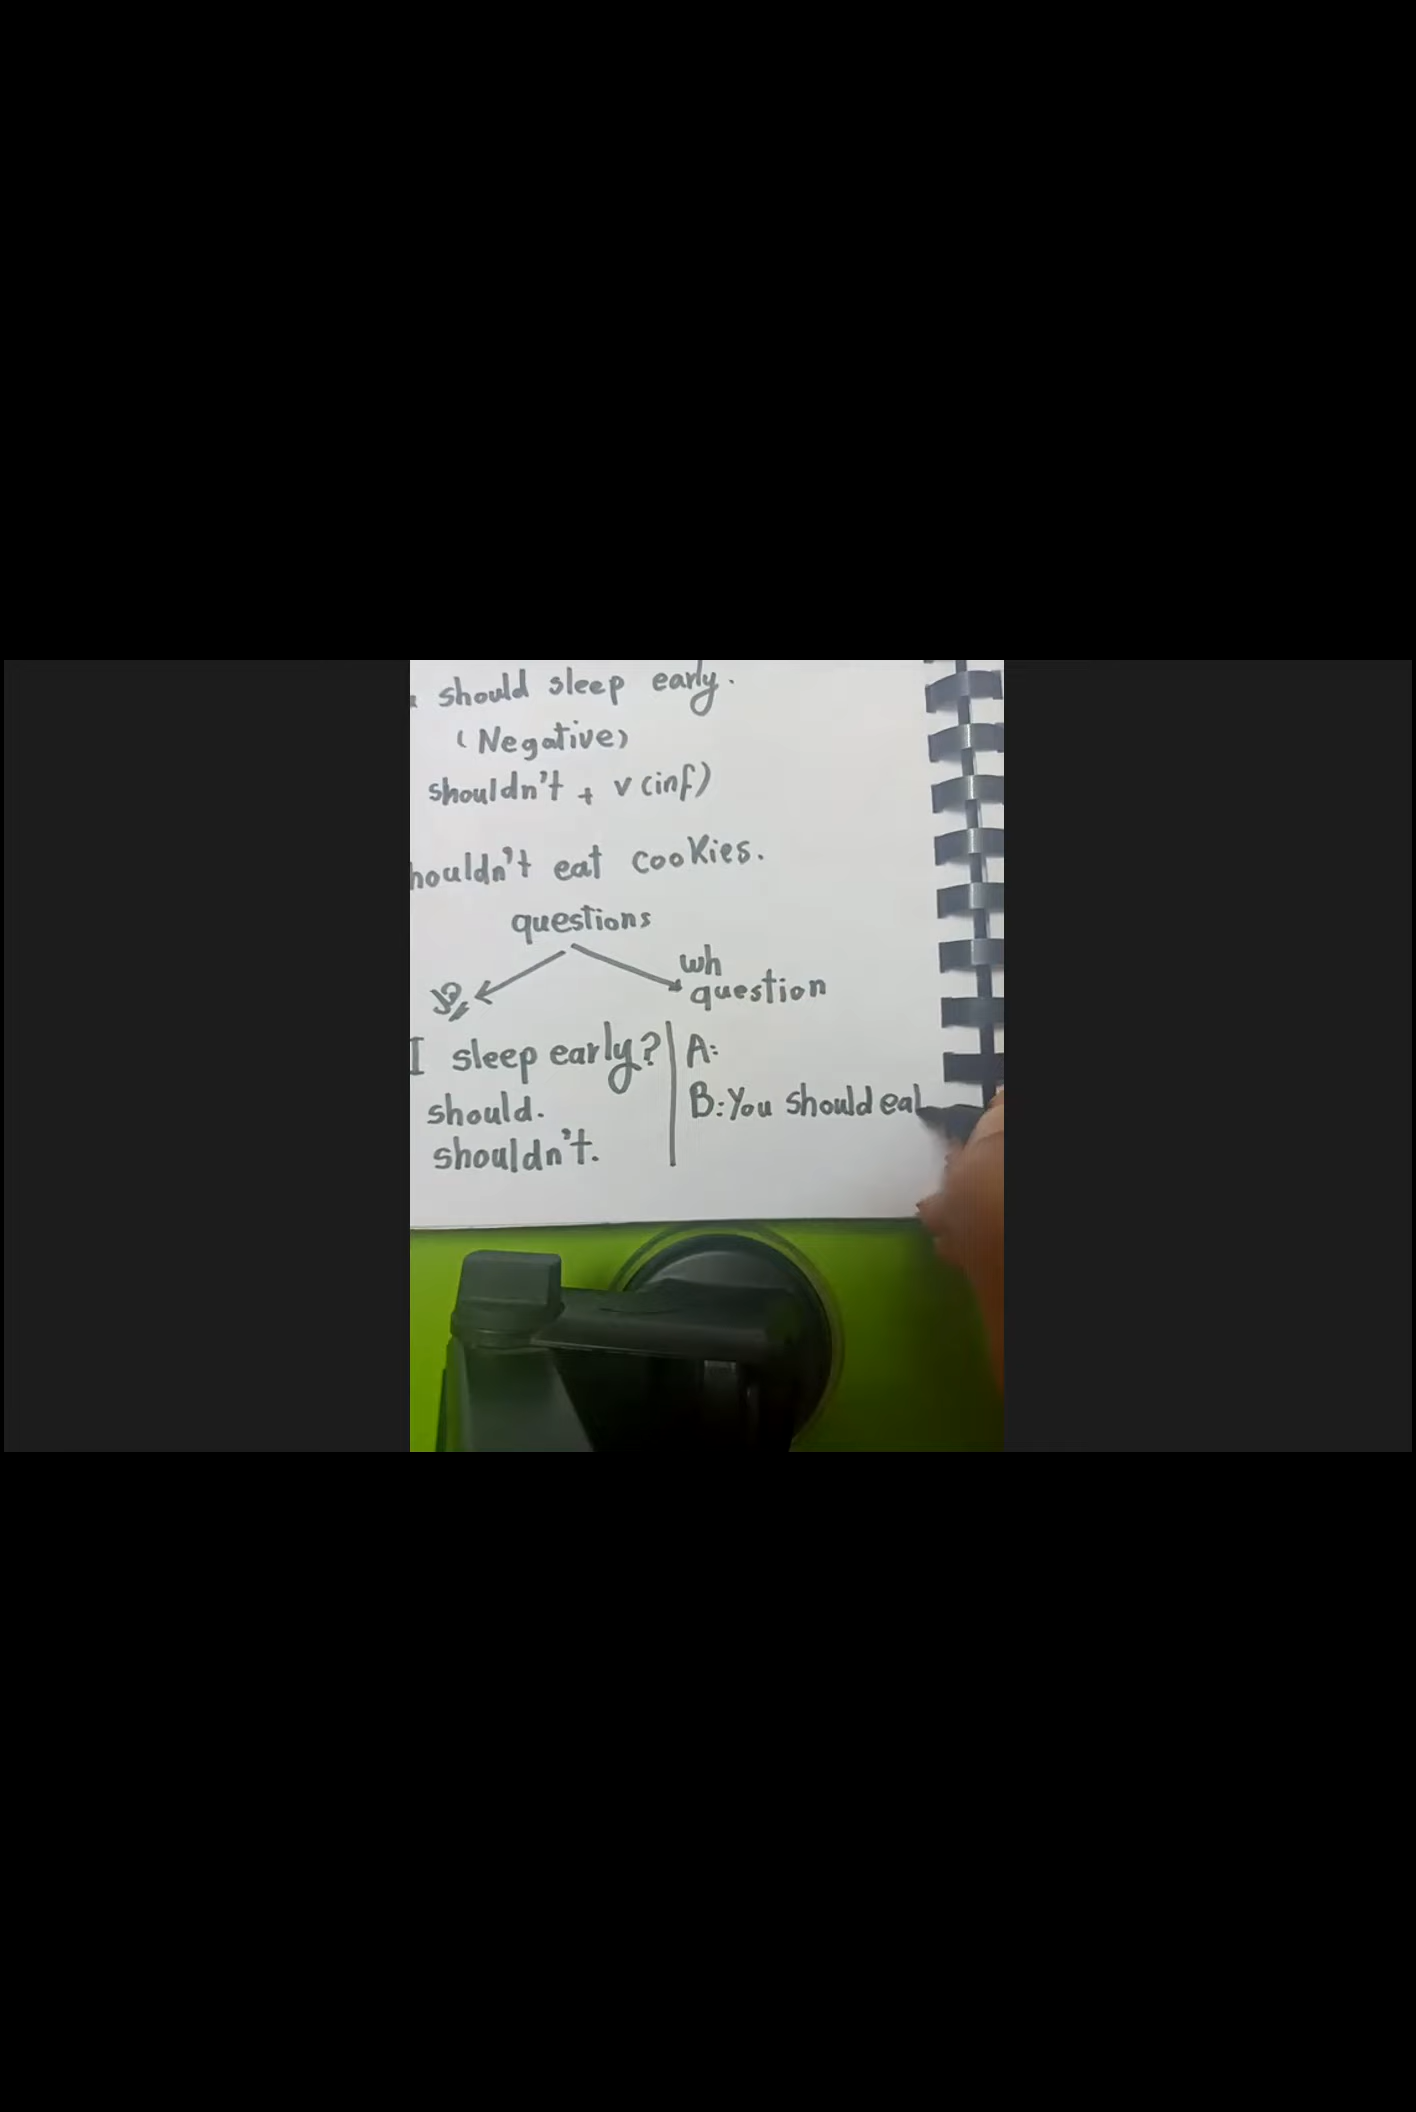 should sleep early.
(Negative)
shouldn't + v (inf)
houldn't eat cookies.
questions
هل
wh
question
I sleep early?
should.
shouldn't.
A:
B: You should eat